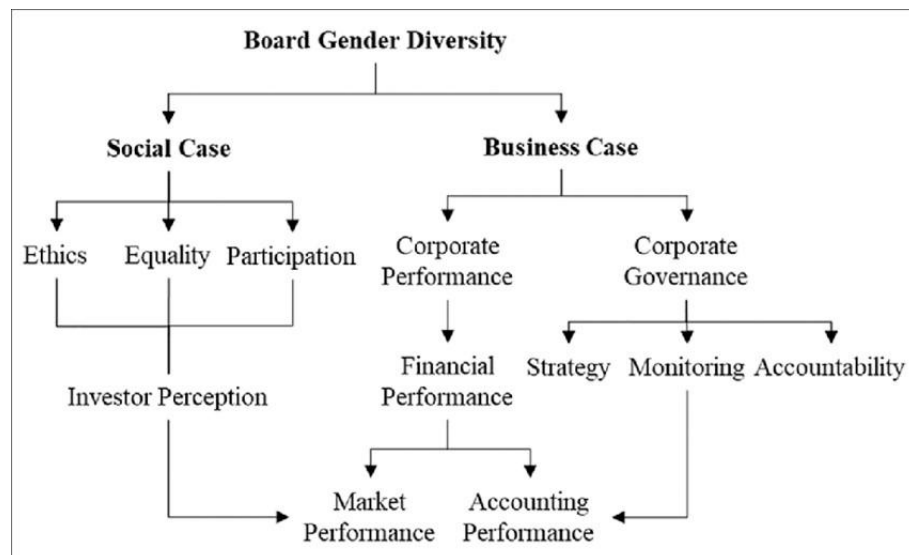 Board Gender Diversity
Social Case
Business Case
Ethics
Equality
Participation
Corporate
Performance
Corporate
Governance
Financial
Performance
Strategy
Monitoring
Accountability
Investor Perception
Market
Performance
Accounting
Performance